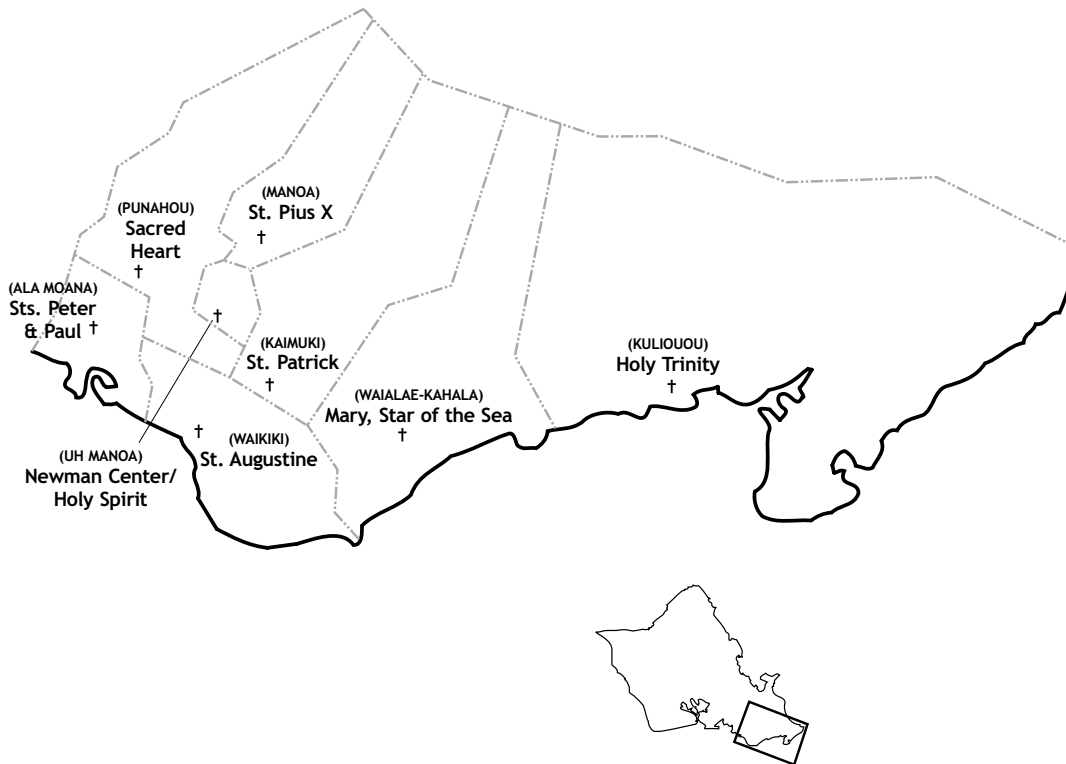 (PUNAHOU)
Sacred
Heart
(MANOA)
St. Pius X
(ALA MOANA)
Sts. Peter
& Paul
(KAIMUKI)
St. Patrick
(KULIOUOU)
Holy Trinity
(WAIALAE-KAHALA)
Mary, Star of the Sea
(WAIKIKI)
St. Augustine
(UH MANOA)
Newman Center/
Holy Spirit